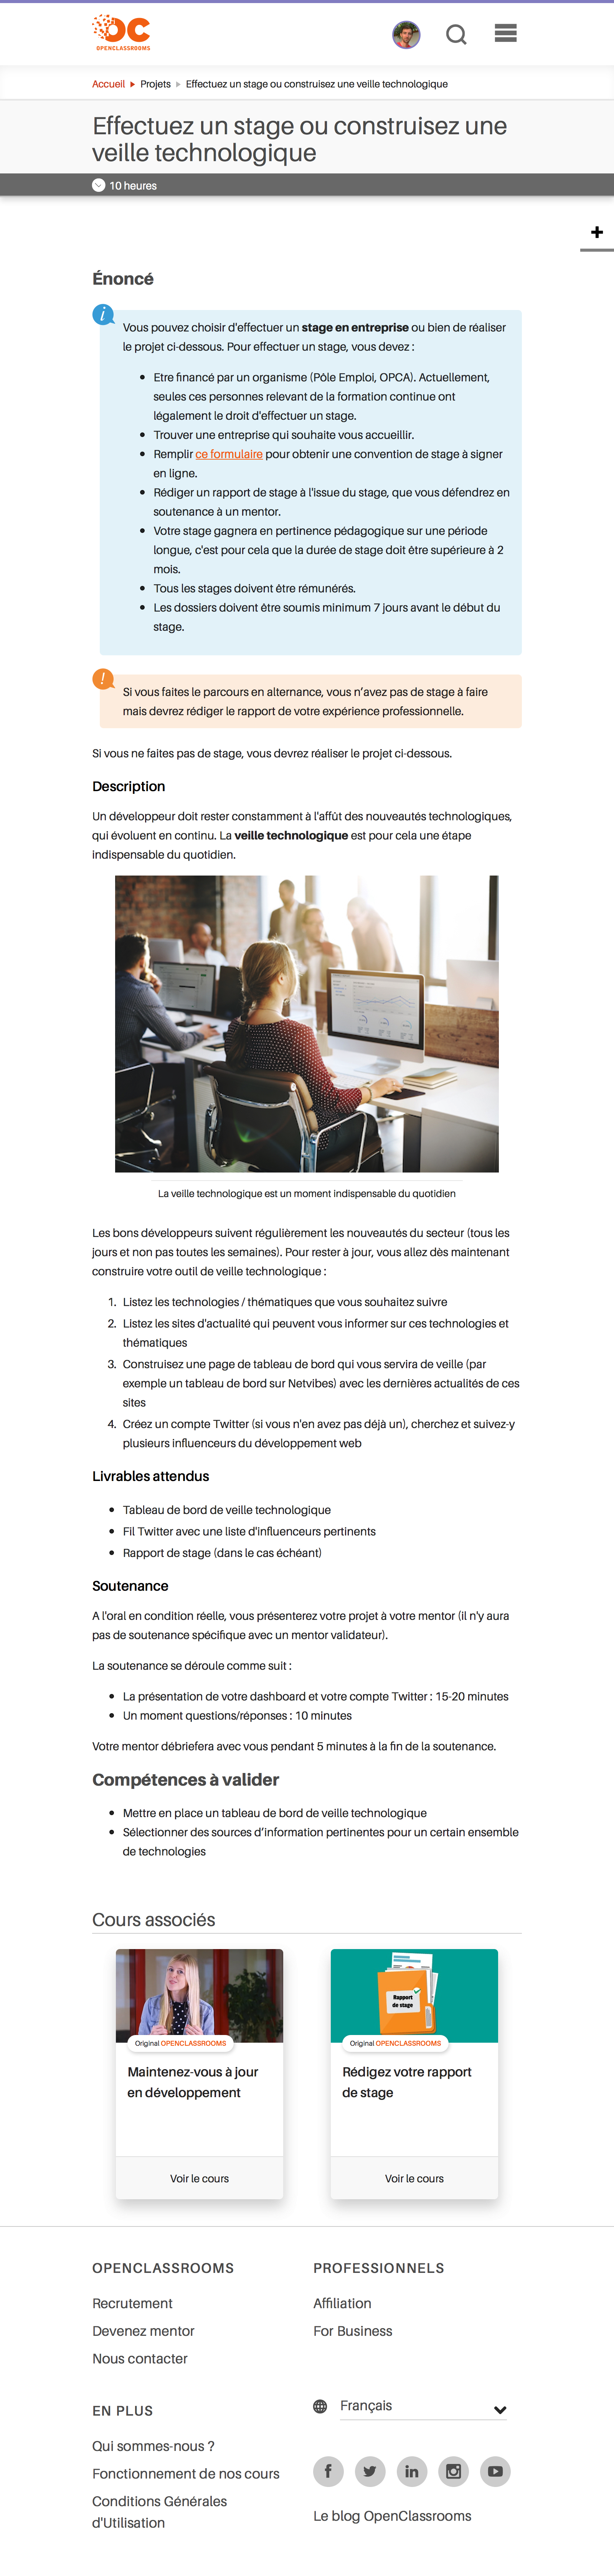 OC
OPENCLASSROOMS
Accueil Projets Effectuez un stage ou construisez une veille technologique
Effectuez un stage ou construisez une
veille technologique
10 heures
+
Énoncé
Vous pouvez choisir d'effectuer un stage en entreprise ou bien de réaliser
le projet ci-dessous. Pour effectuer un stage, vous devez :
• Etre financé par un organisme (Pôle Emploi, OPCA). Actuellement,
seules ces personnes relevant de la formation continue ont
légalement le droit d'effectuer un stage.
• Trouver une entreprise qui souhaite vous accueillir.
• Remplir ce formulaire pour obtenir une convention de stage à signer
en ligne.
• Rédiger un rapport de stage à l'issue du stage, que vous défendrez en
soutenance à un mentor.
• Votre stage gagnera en pertinence pédagogique sur une période
longue, c'est pour cela que la durée de stage doit être supérieure à 2
mois.
• Tous les stages doivent être rémunérés.
• Les dossiers doivent être soumis minimum 7 jours avant le début du
stage.
Si vous faites le parcours en alternance, vous n’avez pas de stage à faire
mais devrez rédiger le rapport de votre expérience professionnelle.
Si vous ne faites pas de stage, vous devrez réaliser le projet ci-dessous.
Description
Un développeur doit rester constamment à l'affût des nouveautés technologiques,
qui évoluent en continu. La veille technologique est pour cela une étape
indispensable du quotidien.
La veille technologique est un moment indispensable du quotidien
Les bons développeurs suivent régulièrement les nouveautés du secteur (tous les
jours et non pas toutes les semaines). Pour rester à jour, vous allez dès maintenant
construire votre outil de veille technologique :
1. Listez les technologies / thématiques que vous souhaitez suivre
2. Listez les sites d'actualité qui peuvent vous informer sur ces technologies et
thématiques
3. Construisez une page de tableau de bord qui vous servira de veille (par
exemple un tableau de bord sur Netvibes) avec les dernières actualités de ces
sites
4. Créez un compte Twitter (si vous n'en avez pas déjà un), cherchez et suivez-y
plusieurs influenceurs du développement web
Livrables attendus
• Tableau de bord de veille technologique
• Fil Twitter avec une liste d'influenceurs pertinents
• Rapport de stage (dans le cas échéant)
Soutenance
A l'oral en condition réelle, vous présenterez votre projet à votre mentor (il n'y aura
pas de soutenance spécifique avec un mentor validateur).
La soutenance se déroule comme suit :
• La présentation de votre dashboard et votre compte Twitter : 15-20 minutes
• Un moment questions/réponses : 10 minutes
Votre mentor débriefera avec vous pendant 5 minutes à la fin de la soutenance.
Compétences à valider
• Mettre en place un tableau de bord de veille technologique
• Sélectionner des sources d’information pertinentes pour un certain ensemble
de technologies
Cours associés
Original OPENCLASSROOMS
Maintenez-vous à jour
en développement
Voir le cours
Rapport
de stage
Original OPENCLASSROOMS
Rédigez votre rapport
de stage
Voir le cours
OPENCLASSROOMS
Recrutement
Devenez mentor
Nous contacter
PROFESSIONNELS
Affiliation
For Business
EN PLUS
Qui sommes-nous ?
Fonctionnement de nos cours
Conditions Générales
d'Utilisation
Français
Le blog OpenClassrooms